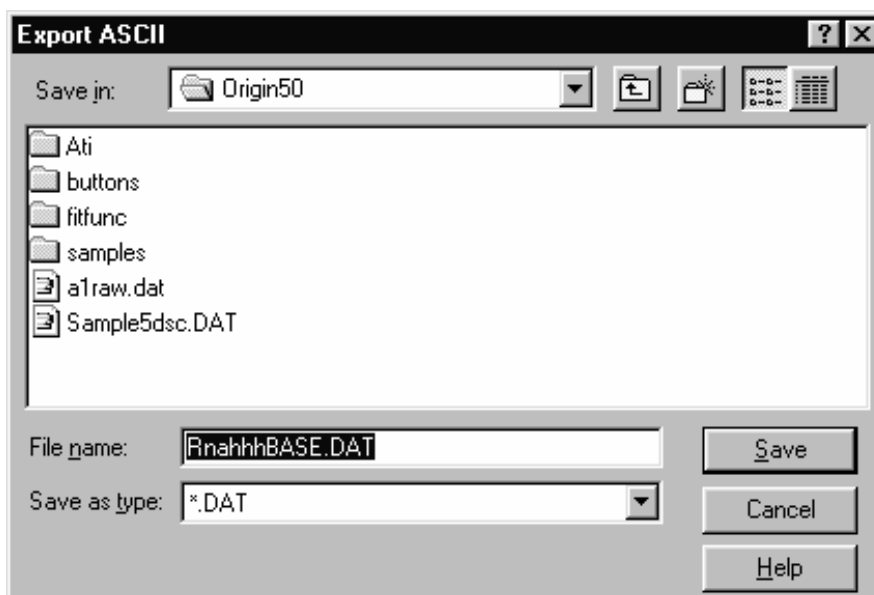 Export ASCII
Save in:
Origin50
Ati
buttons
fitfunc
samples
a1raw.dat
Sample5dsc.DAT
File name:
RnahhhBASE.DAT
Save
Save as type:
*.DAT
Cancel
Help